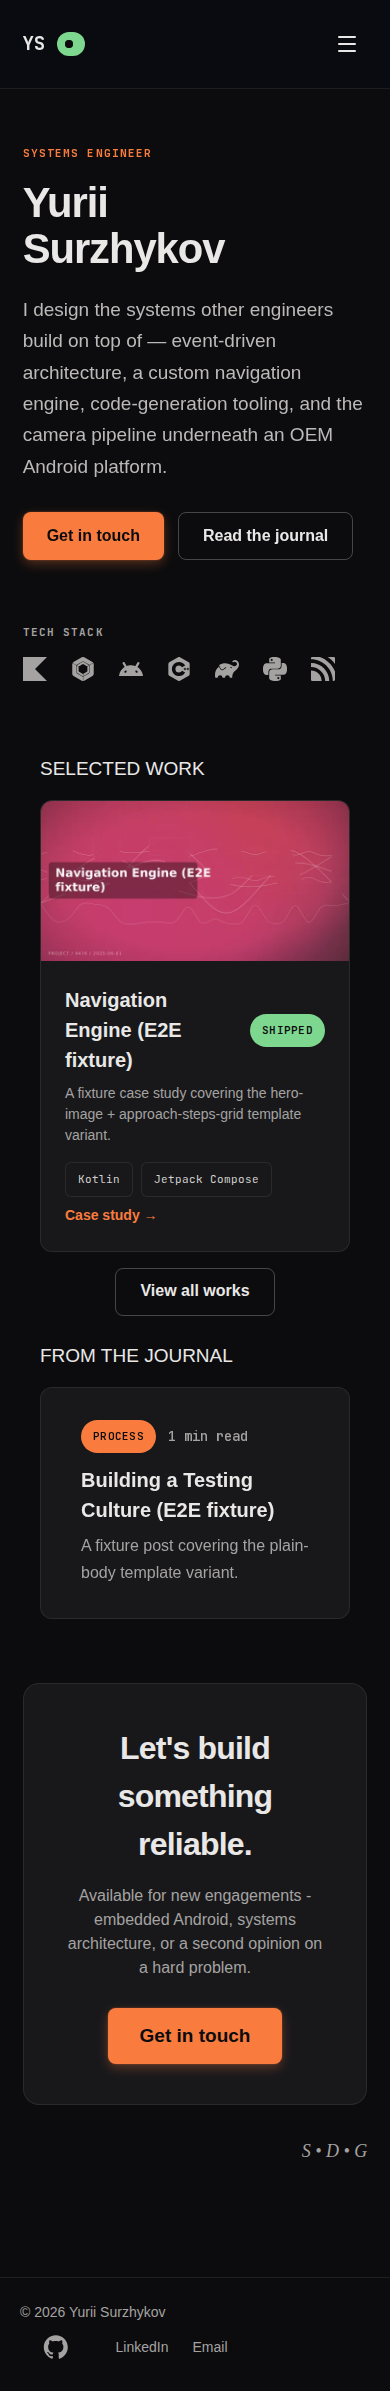 YS
SYSTEMS ENGINEER
Yurii
Surzhykov
I design the systems other engineers
build on top of — event-driven
architecture, a custom navigation
engine, code-generation tooling, and the
camera pipeline underneath an OEM
Android platform.
Get in touch
Read the journal
TECH STACK
SELECTED WORK
Navigation Engine (E2E
fixture)
Navigation
Engine (E2E
fixture)
SHIPPED
A fixture case study covering the hero-
image + approach-steps-grid template
variant.
Kotlin
Jetpack Compose
Case study →
View all works
FROM THE JOURNAL
PROCESS
1 min read
Building a Testing
Culture (E2E fixture)
A fixture post covering the plain-
body template variant.
Let's build
something
reliable.
Available for new engagements -
embedded Android, systems
architecture, or a second opinion on
a hard problem.
Get in touch
S • D • G
© 2026 Yurii Surzhykov
LinkedIn
Email